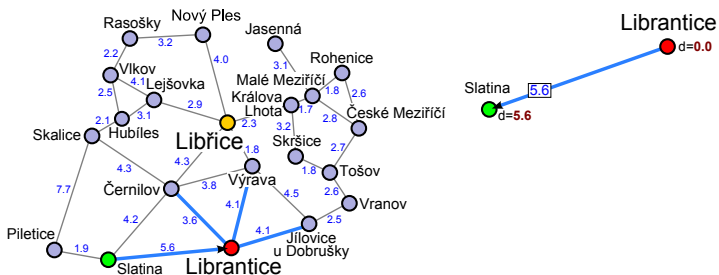 Nový Ples
Rasošky
3.2
Jasenná
Librantice
d=0.0
2.2
4.0
3.1
Rohenice
Vlkov
4.1
Lejšovka
Malé Meziříčí
1.8
2.6
Slatina
5.6
2.5
2.9
Králova
Lhota
1.7
2.8
České Meziříčí
d=5.6
2.1
3.1
Hubíles
Skalice
Libřice
2.3
3.2
Skršice
2.7
4.3
4.3
1.8
1.8
Tošov
Černilov
3.8
Výrava
7.7
4.5
2.6
Vranov
4.2
3.6
4.1
4.1
2.5
Piletice
1.9
5.6
Jílovice
u Dobrušky
Slatina
Librantice